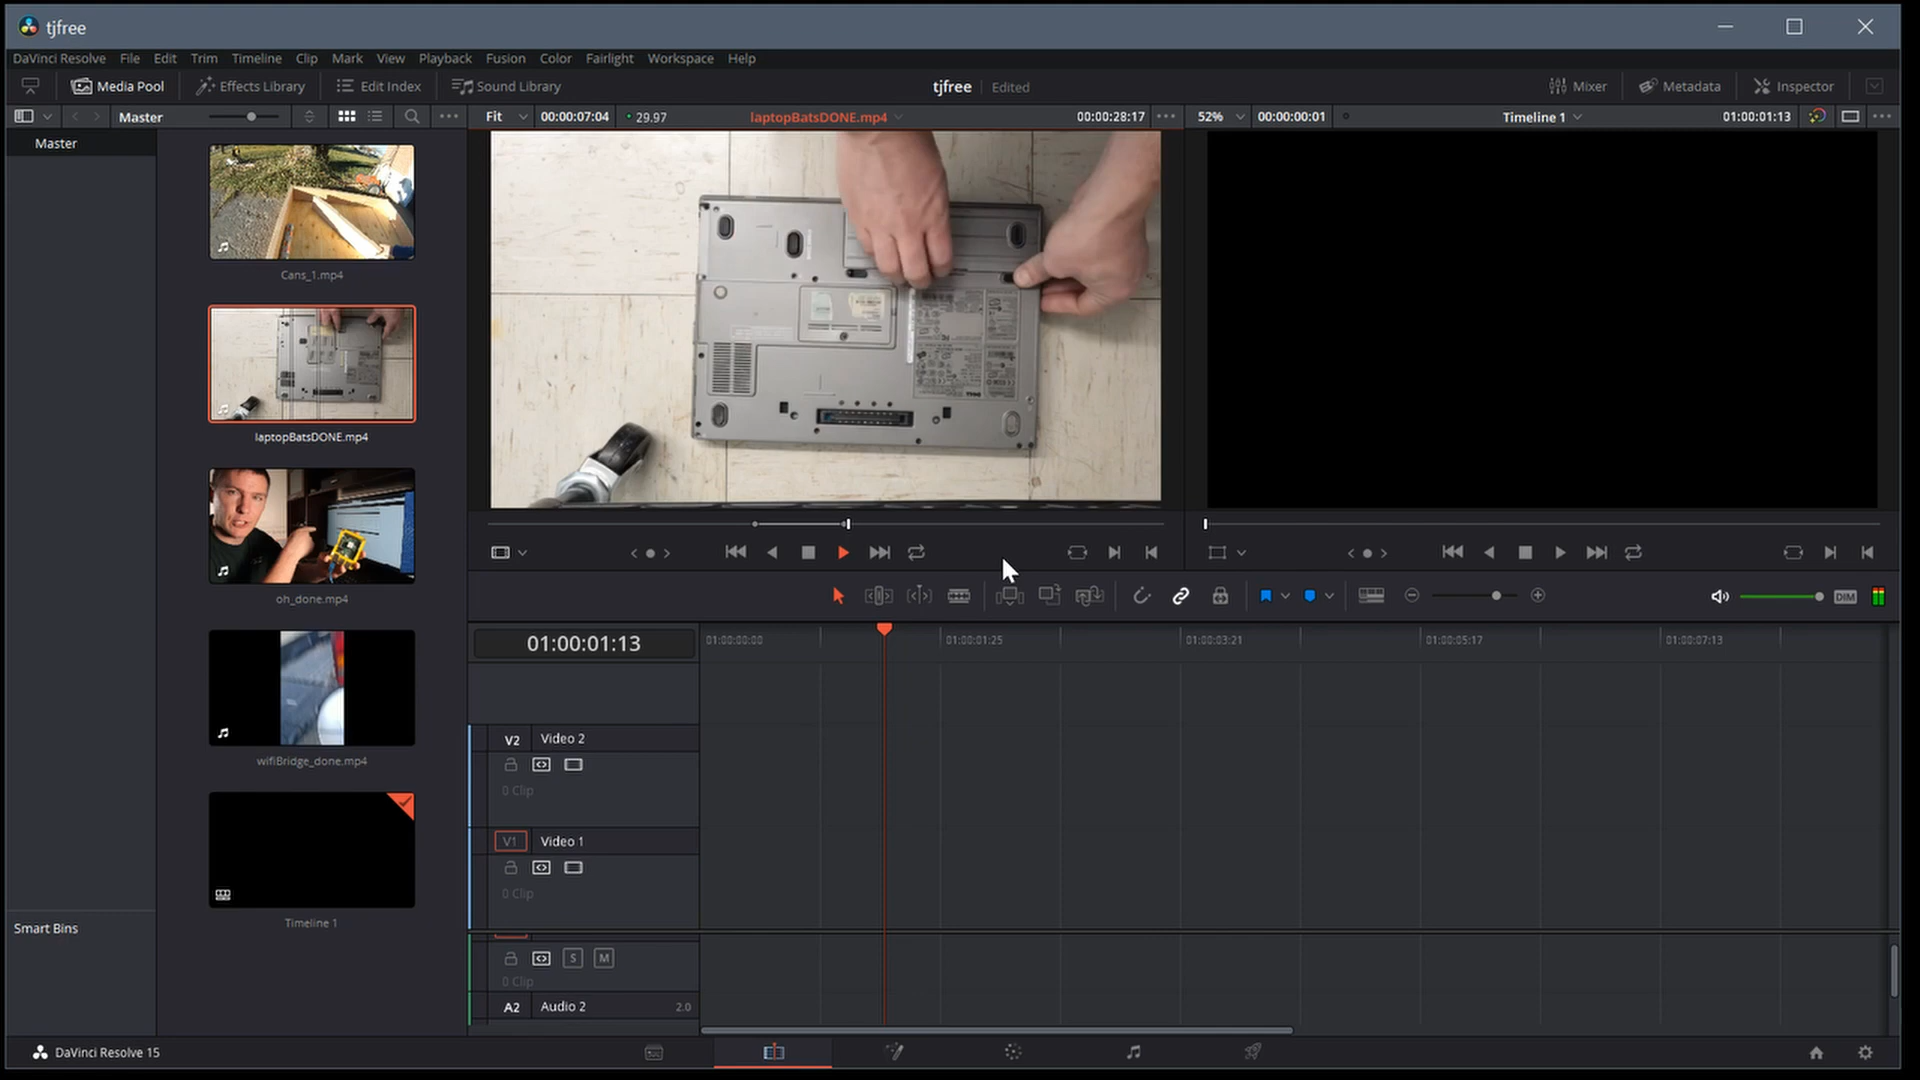 tjfree
DaVinci Resolve File Edit Trim Timeline Clip Mark View Playback Fusion Color Fairlight Workspace Help
Media Pool Effects Library Edit Index Sound Library tjfree Edited Mixer Metadata Inspector
Master Fit 00:00:07:04 29.97 laptopBatsDONE.mp4 00:00:28:17 52% 00:00:00:01 Timeline 1 01:00:01:13
Master
Cans_1.mp4
laptopBatsDONE.mp4
oh_done.mp4
wifiBridge_done.mp4
Timeline 1
Smart Bins
DIM
01:00:01:13 01:00:00:00 01:00:01:25 01:00:03:21 01:00:05:17 01:00:07:13
V2 Video 2
0 Clip
V1 Video 1
0 Clip
S M
0 Clip
A2 Audio 2 2.0
DaVinci Resolve 15